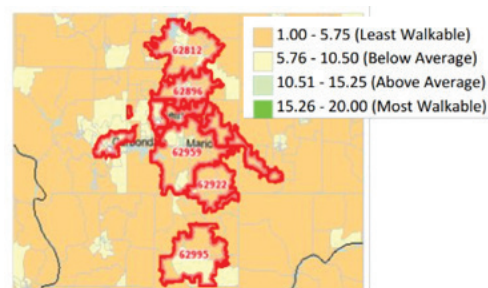 1.00 - 5.75 (Least Walkable)
5.76 - 10.50 (Below Average)
10.51 - 15.25 (Above Average)
15.26 - 20.00 (Most Walkable)
62812
62896
62959
62922
62995